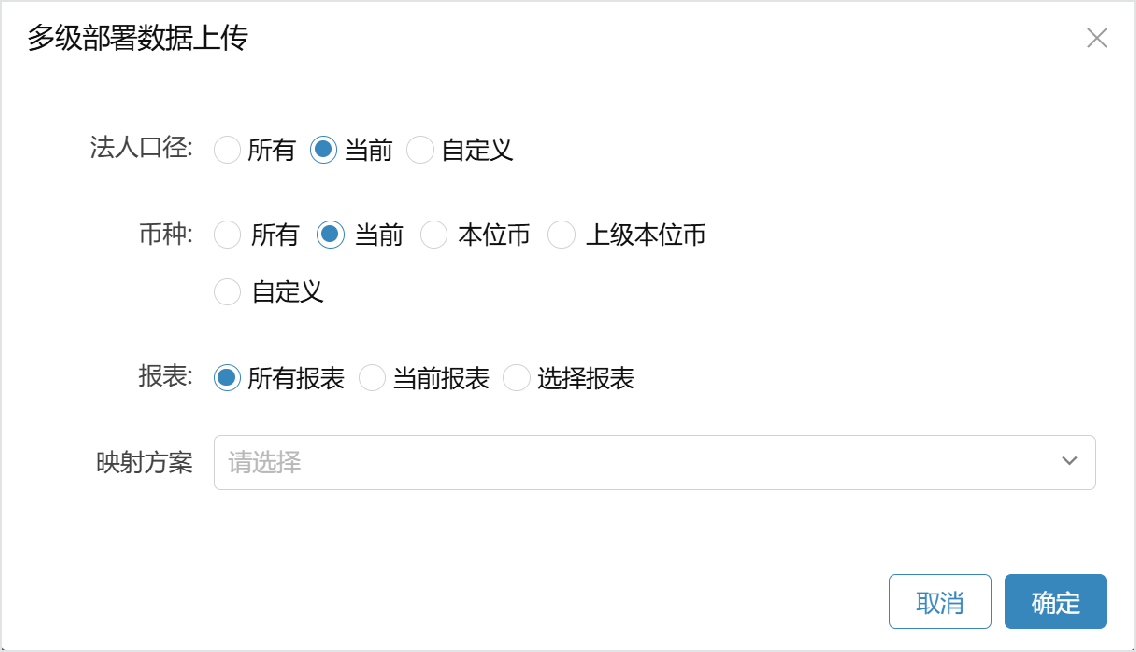 多级部署数据上传
法人口径: 所有 当前 自定义
币种: 所有 当前 本位币 上级本位币
自定义
报表: 所有报表 当前报表 选择报表
映射方案 请选择
取消 确定